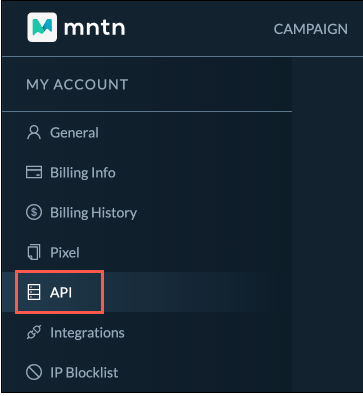 mntn
CAMPAIGN
MY ACCOUNT
General
Billing Info
Billing History
Pixel
API
Integrations
IP Blocklist